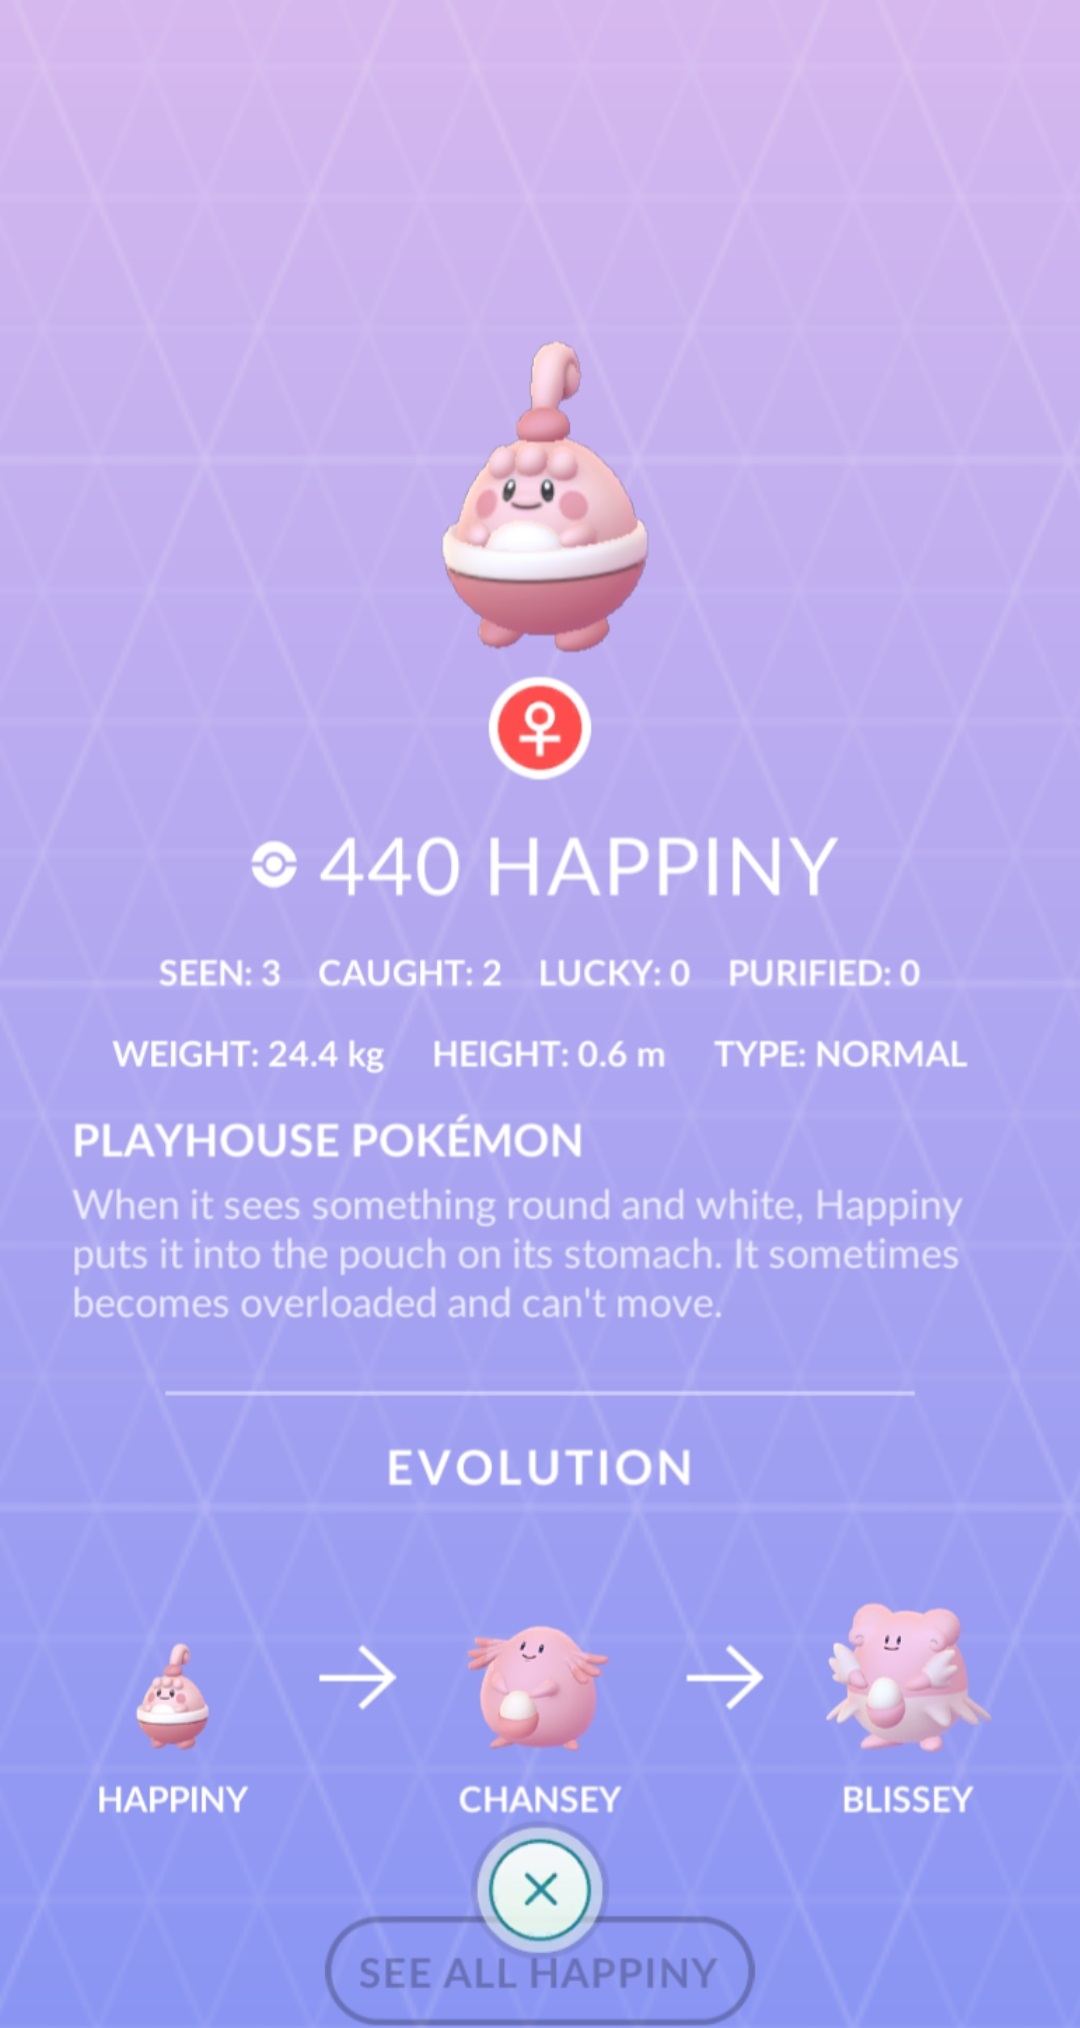 440 HAPPINY
SEEN: 3 CAUGHT: 2 LUCKY: 0 PURIFIED: 0
WEIGHT: 24.4 kg HEIGHT: 0.6 m TYPE: NORMAL
PLAYHOUSE POKÉMON
When it sees something round and white, Happiny
puts it into the pouch on its stomach. It sometimes
becomes overloaded and can't move.
EVOLUTION
HAPPINY CHANSEY BLISSEY
SEE ALL HAPPINY